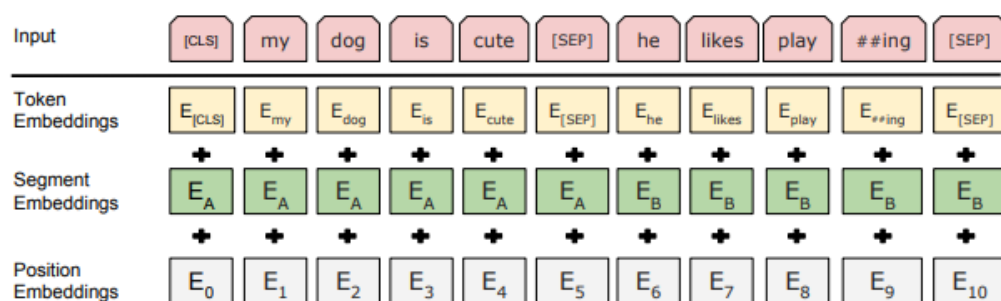 Input [CLS] my dog is cute [SEP] he likes play ##ing [SEP]
Token
Embeddings E[CLS] Emy Edog Eis Ecute E[SEP] Ehe Elikes Eplay E##ing E[SEP]
+ + + + + + + + + + +
Segment
Embeddings EA EA EA EA EA EA EB EB EB EB EB
+ + + + + + + + + + +
Position
Embeddings E0 E1 E2 E3 E4 E5 E6 E7 E8 E9 E10